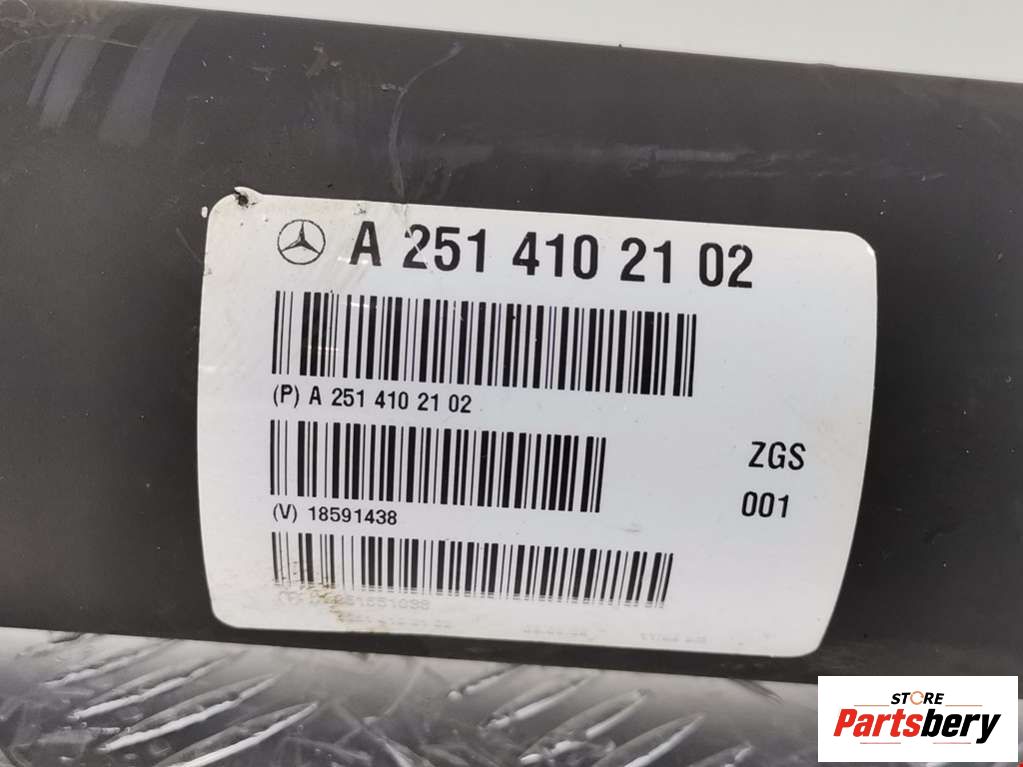 A 251 410 21 02
(P) A 251 410 21 02
ZGS
001
(V) 18591438
STORE
Partsbery